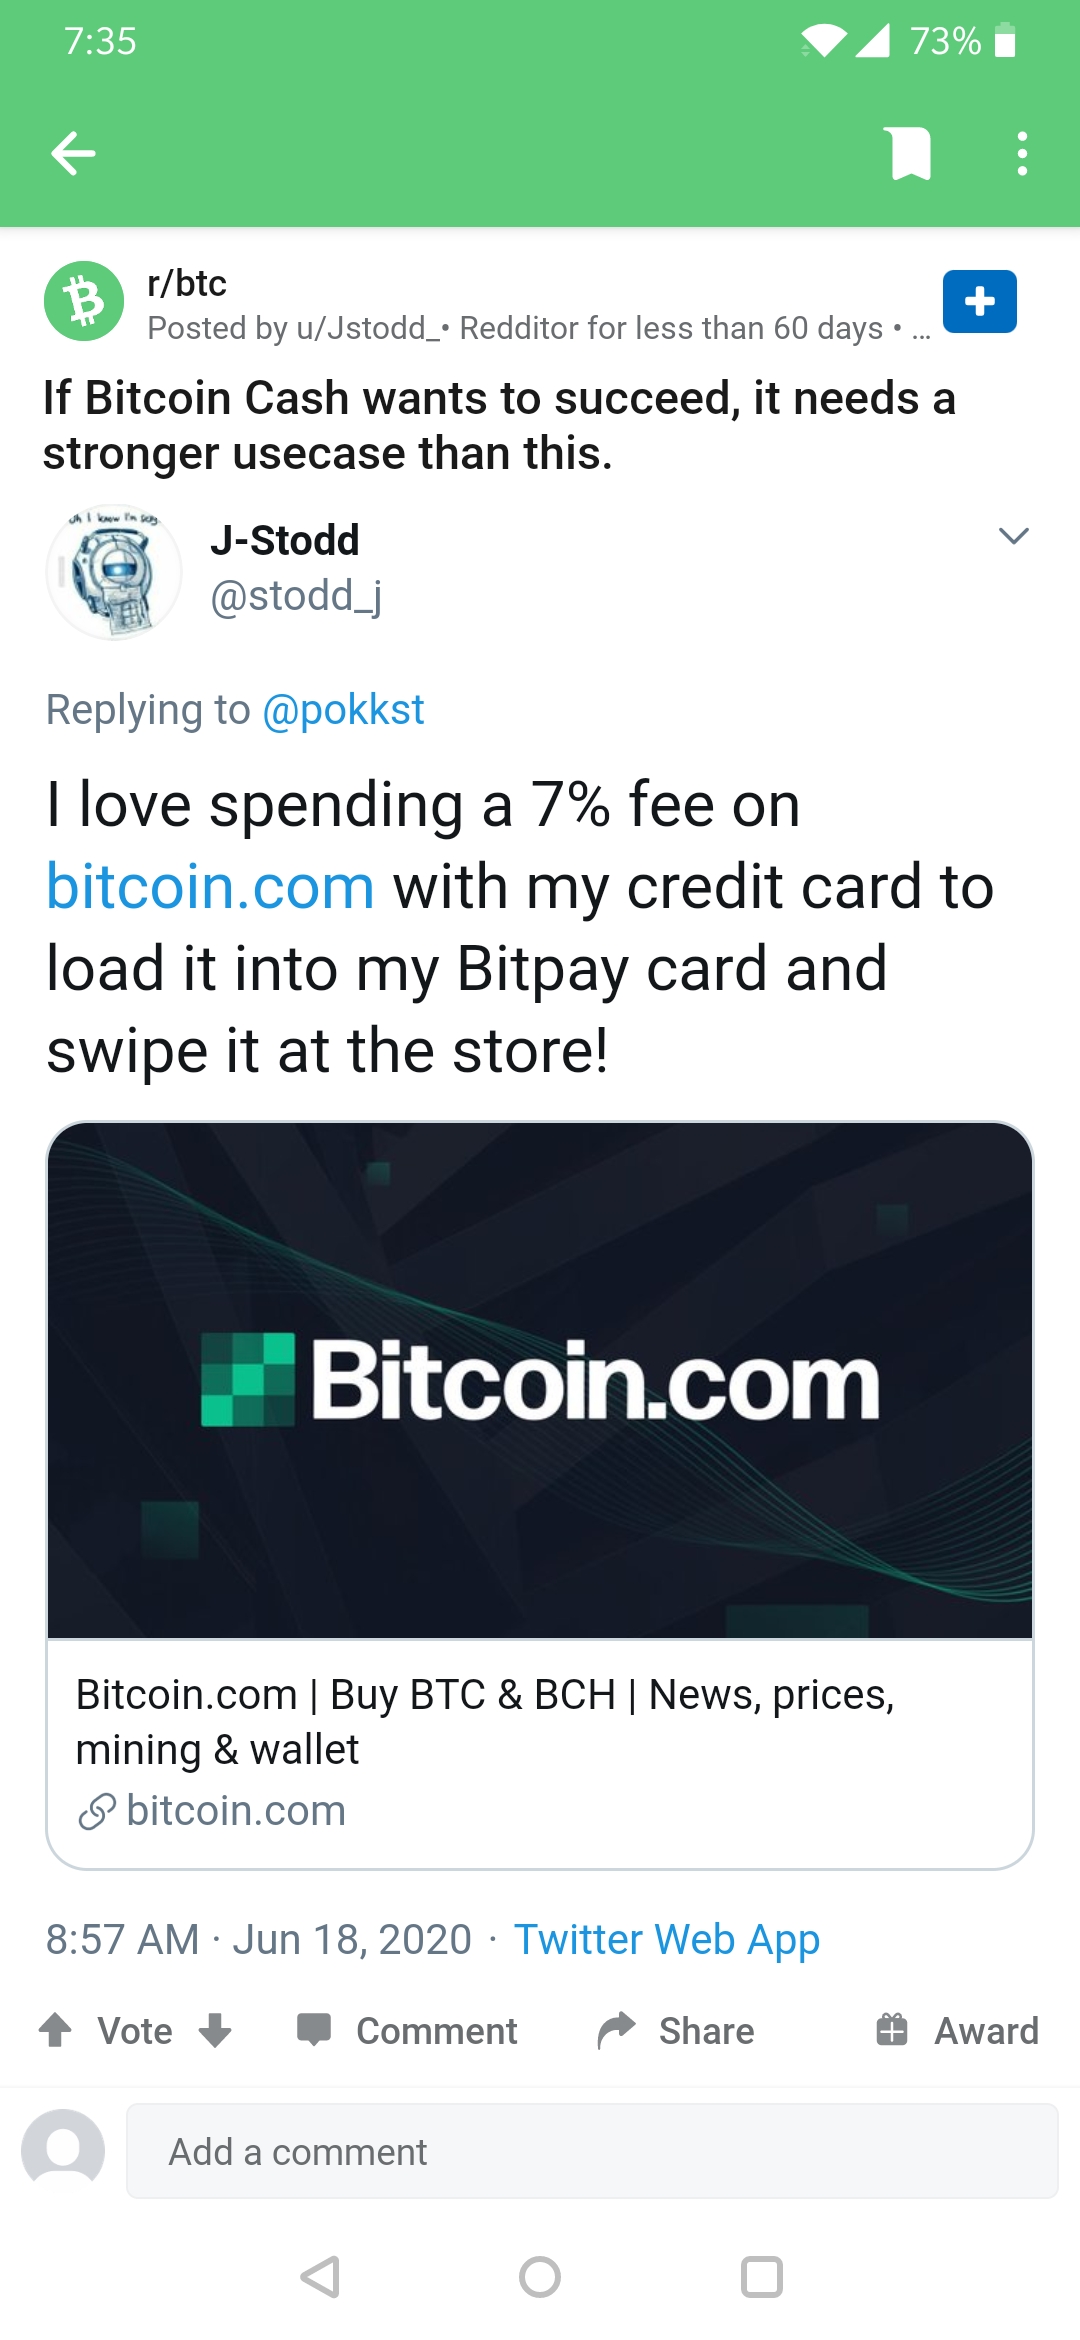 7:35
73%
r/btc
Posted by u/Jstodd_• Redditor for less than 60 days • ...
If Bitcoin Cash wants to succeed, it needs a
stronger usecase than this.
J-Stodd
@stodd_j
Replying to @pokkst
I love spending a 7% fee on
bitcoin.com with my credit card to
load it into my Bitpay card and
swipe it at the store!
Bitcoin.com
Bitcoin.com | Buy BTC & BCH | News, prices,
mining & wallet
bitcoin.com
8:57 AM · Jun 18, 2020 · Twitter Web App
Vote
Comment
Share
Award
Add a comment